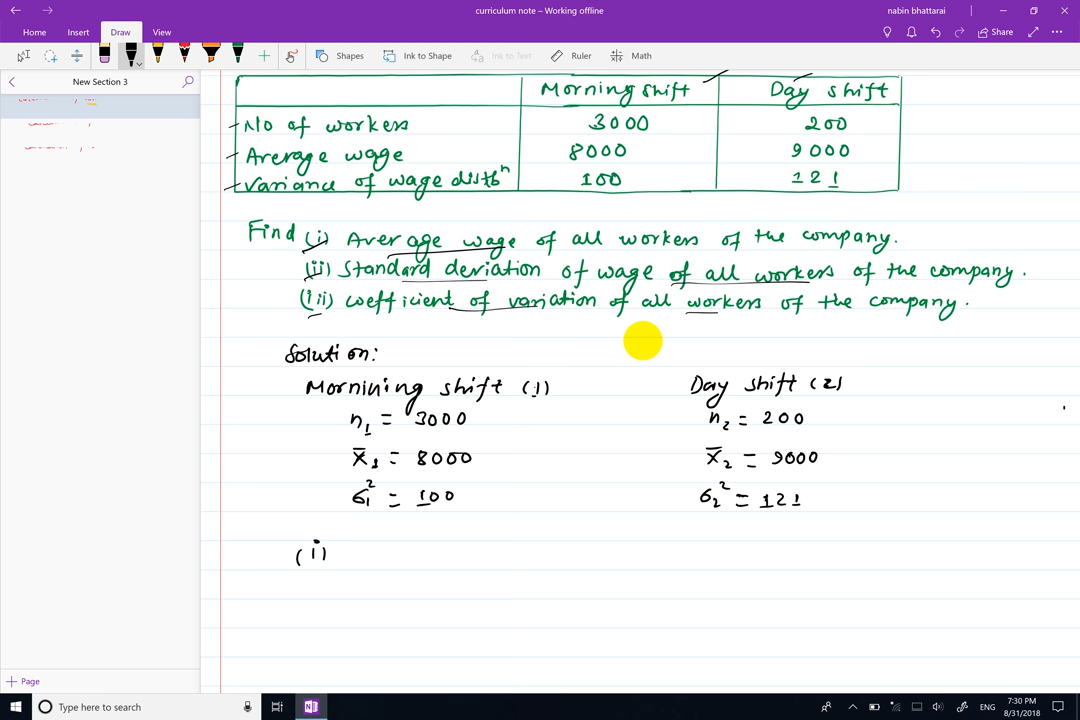 curriculum note – Working offline
nabin bhattarai
Home Insert Draw View
Share
Shapes Ink to Shape Ink to Text Ruler Math
New Section 3
Morning shift Day shift
No of workers 3000 200
Average wage 8000 9000
Variance of wage distbⁿ 100 121
Find (i) Average wage of all workers of the company.
(ii) Standard deviation of wage of all workers of the company.
(iii) coefficient of variation of all workers of the company.
Solution:
Mornining shift (1) Day shift (2)
n₁ = 3000 n₂ = 200
x̄₁ = 8000 x̄₂ = 9000
σ₁² = 100 σ₂² = 121
(i)
Page
Type here to search
ENG
7:30 PM
8/31/2018